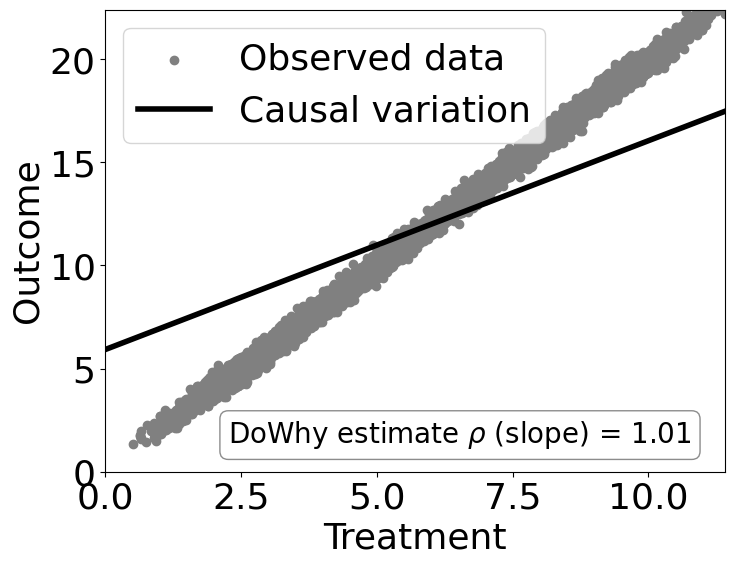 Observed data
Causal variation
20
15
10
5
0
Outcome
DoWhy estimate ρ (slope) = 1.01
0.0 2.5 5.0 7.5 10.0
Treatment